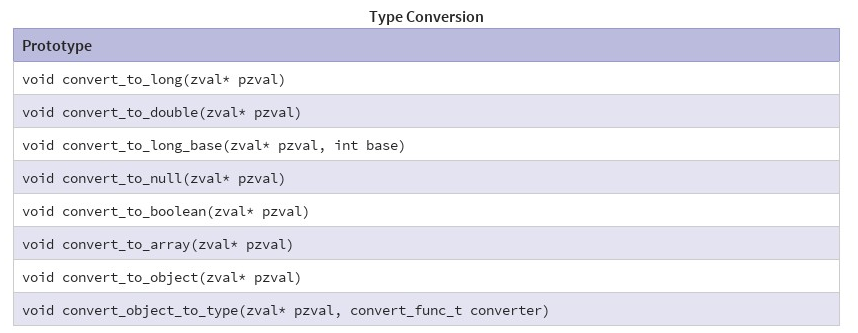 Type Conversion
Prototype
void convert_to_long(zval* pzval)
void convert_to_double(zval* pzval)
void convert_to_long_base(zval* pzval, int base)
void convert_to_null(zval* pzval)
void convert_to_boolean(zval* pzval)
void convert_to_array(zval* pzval)
void convert_to_object(zval* pzval)
void convert_object_to_type(zval* pzval, convert_func_t converter)